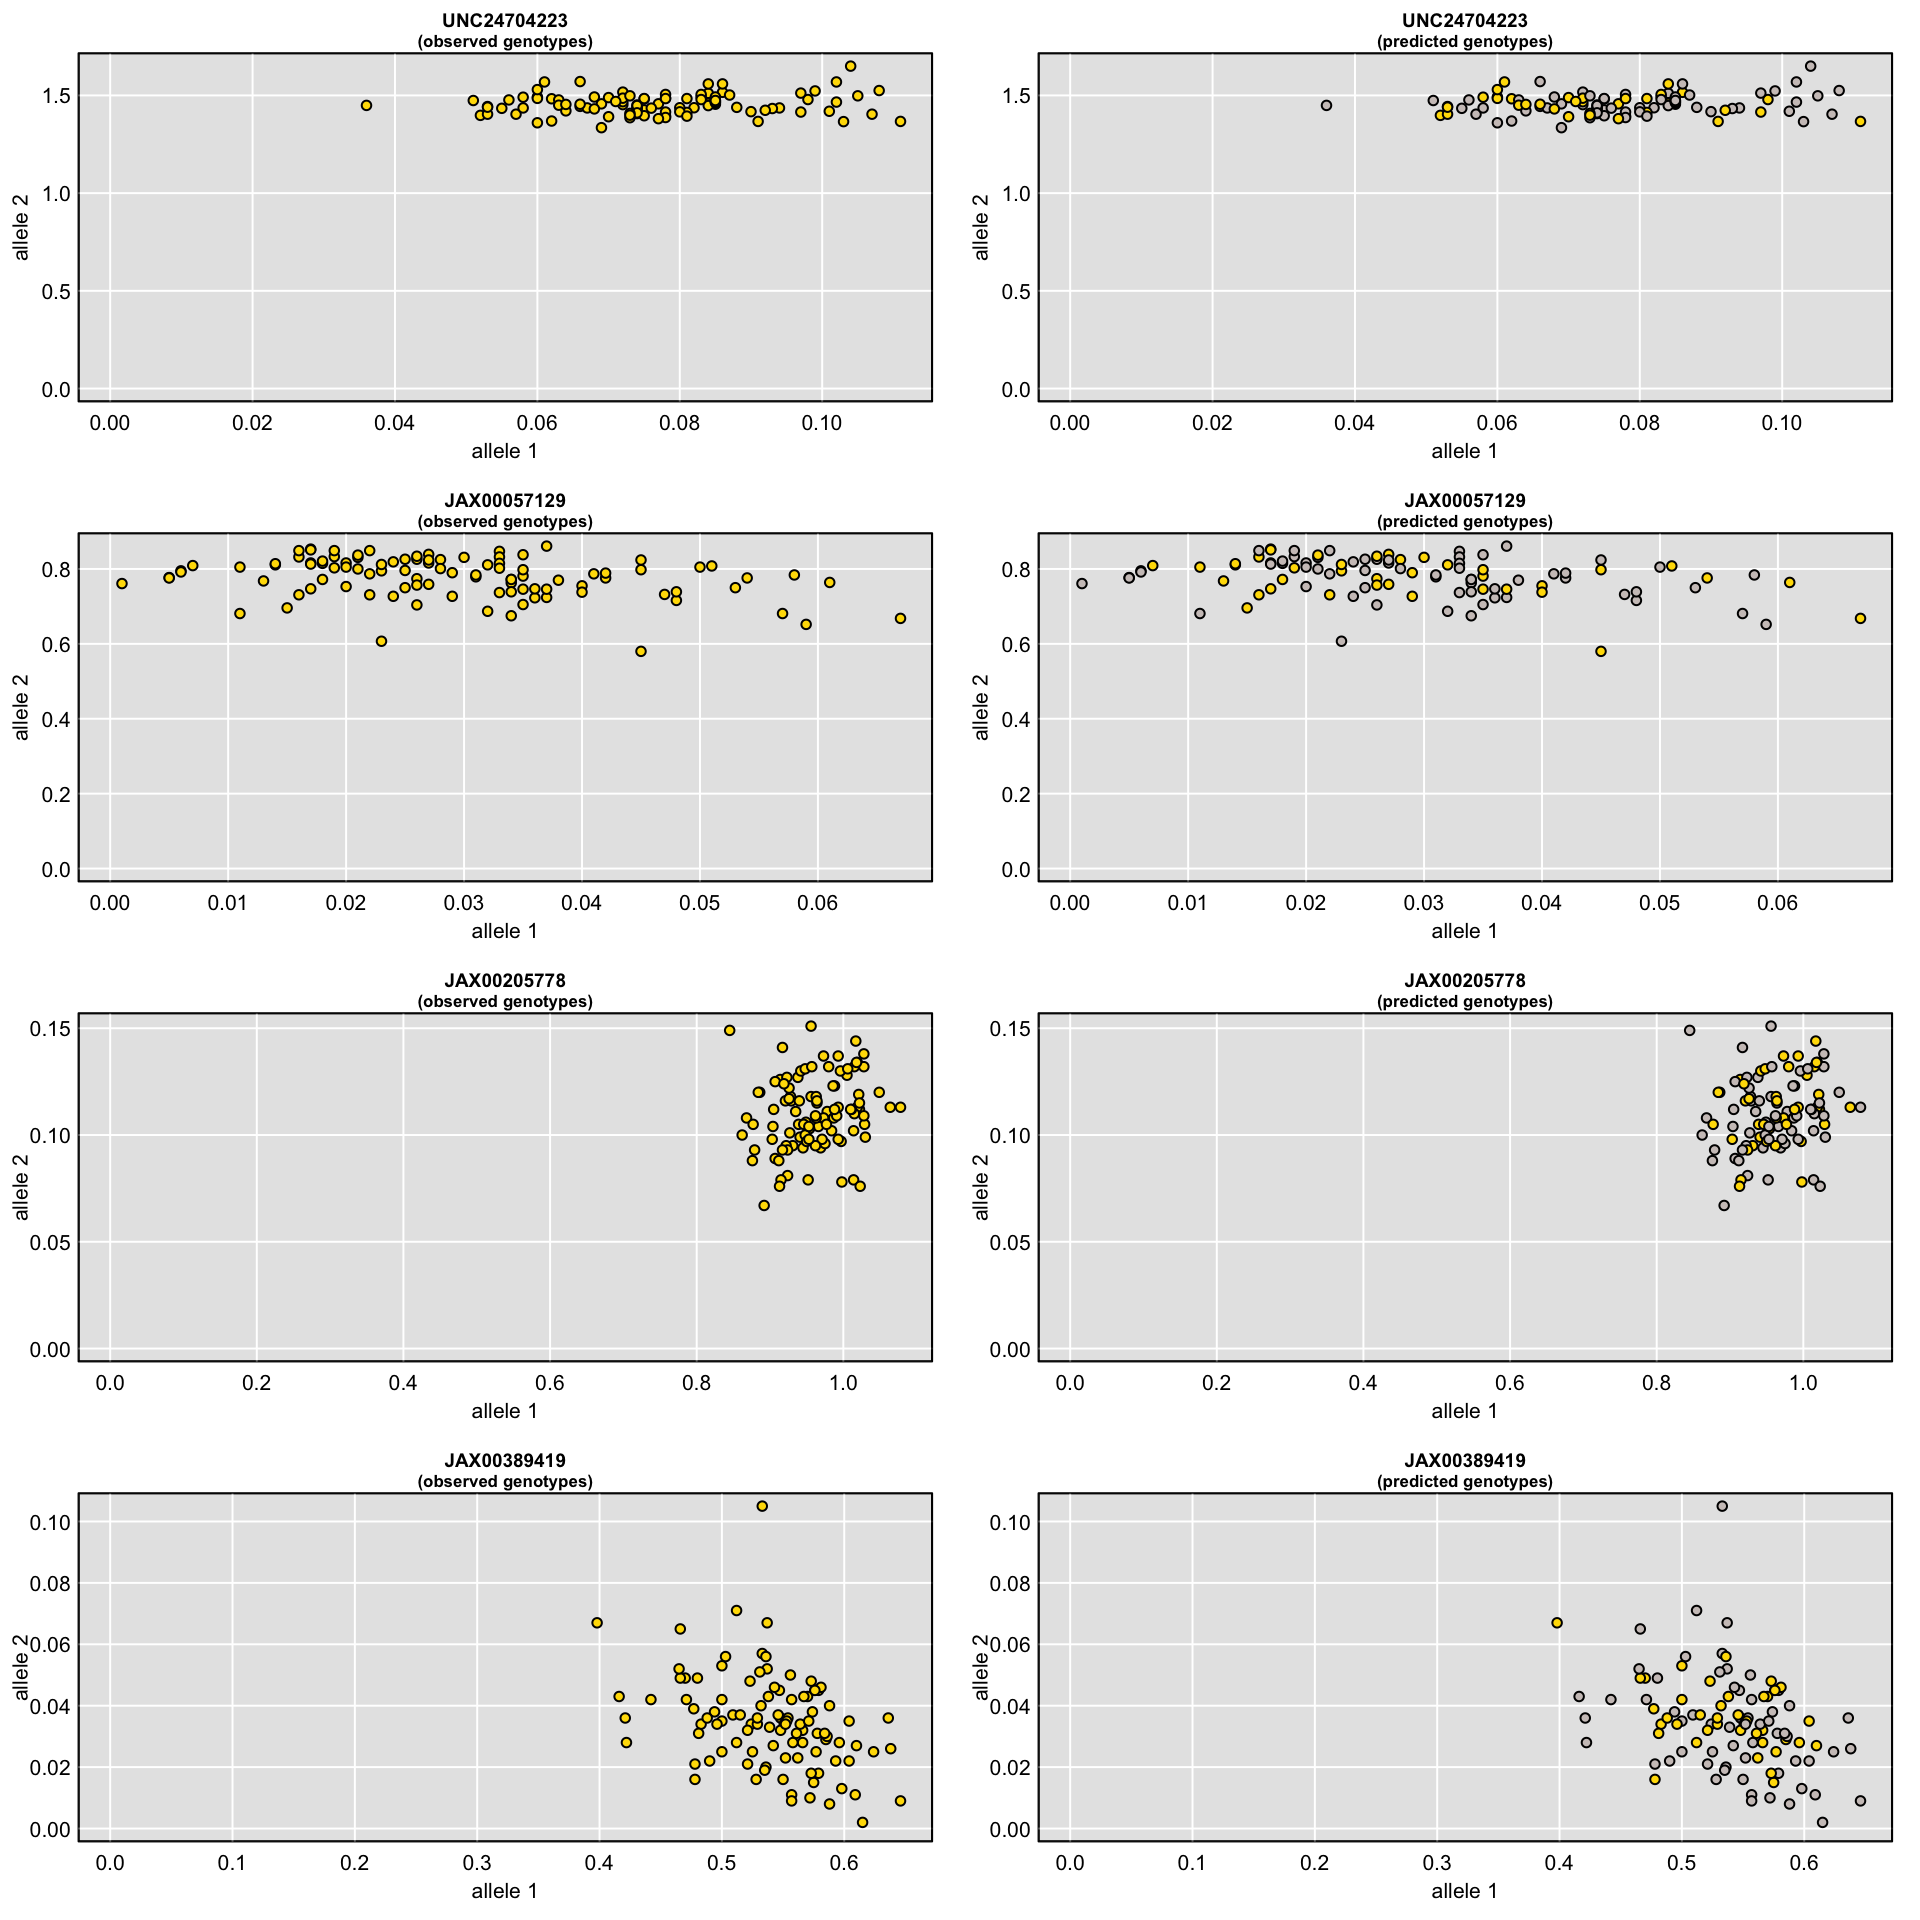 UNC24704223
(observed genotypes)
allele 2
1.5
1.0
0.5
0.0
0.00 0.02 0.04 0.06 0.08 0.10
allele 1
UNC24704223
(predicted genotypes)
allele 2
1.5
1.0
0.5
0.0
0.00 0.02 0.04 0.06 0.08 0.10
allele 1
JAX00057129
(observed genotypes)
allele 2
0.8
0.6
0.4
0.2
0.0
0.00 0.01 0.02 0.03 0.04 0.05 0.06
allele 1
JAX00057129
(predicted genotypes)
allele 2
0.8
0.6
0.4
0.2
0.0
0.00 0.01 0.02 0.03 0.04 0.05 0.06
allele 1
JAX00205778
(observed genotypes)
allele 2
0.15
0.10
0.05
0.00
0.0 0.2 0.4 0.6 0.8 1.0
allele 1
JAX00205778
(predicted genotypes)
allele 2
0.15
0.10
0.05
0.00
0.0 0.2 0.4 0.6 0.8 1.0
allele 1
JAX00389419
(observed genotypes)
allele 2
0.10
0.08
0.06
0.04
0.02
0.00
0.0 0.1 0.2 0.3 0.4 0.5 0.6
allele 1
JAX00389419
(predicted genotypes)
allele 2
0.10
0.08
0.06
0.04
0.02
0.00
0.0 0.1 0.2 0.3 0.4 0.5 0.6
allele 1